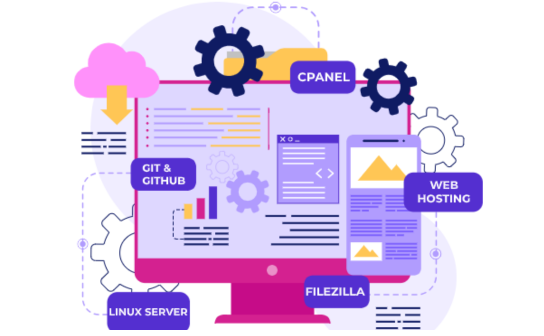 CPANEL
GIT &
GITHUB
WEB
HOSTING
FILEZILLA
LINUX SERVER